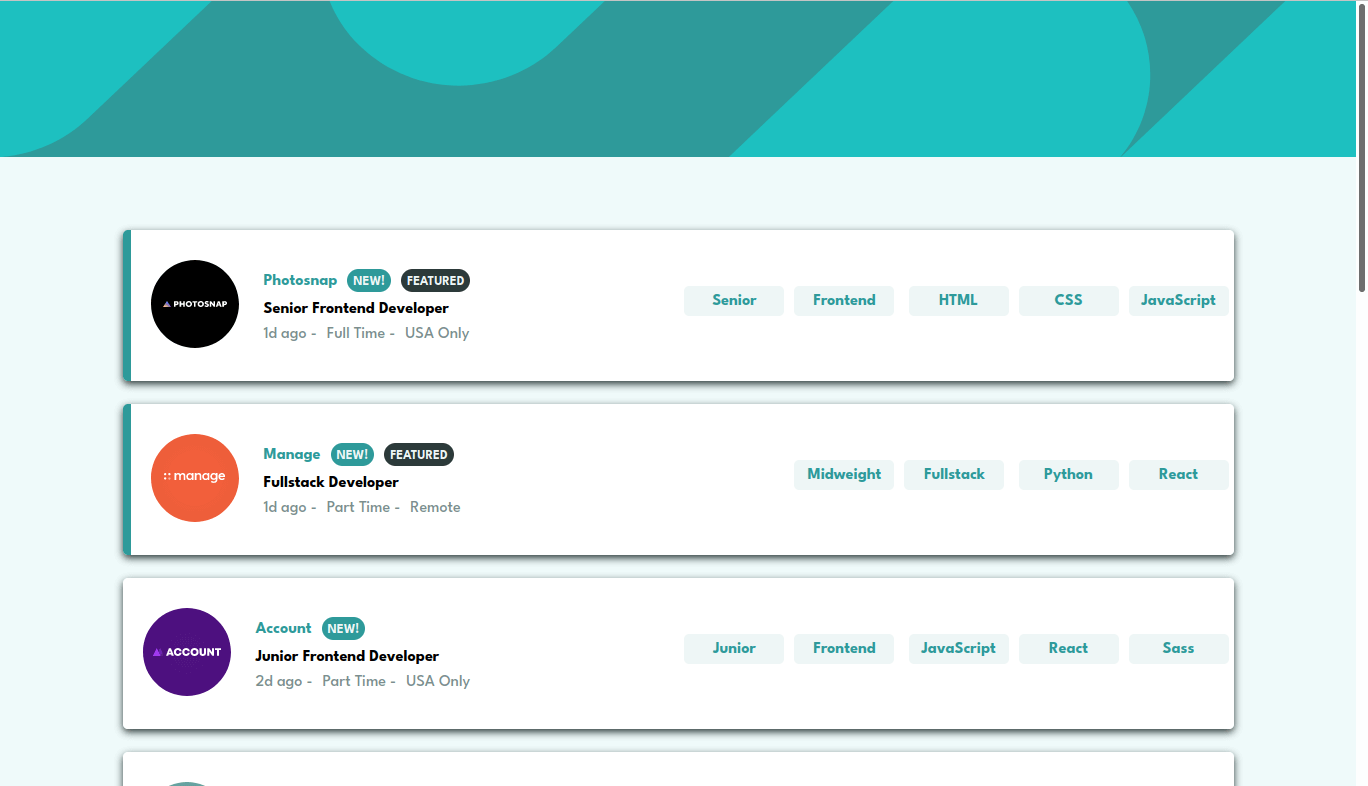 PHOTOSNAP
Photosnap NEW! FEATURED
Senior Frontend Developer
1d ago - Full Time - USA Only
Senior Frontend HTML CSS JavaScript
manage
Manage NEW! FEATURED
Fullstack Developer
1d ago - Part Time - Remote
Midweight Fullstack Python React
ACCOUNT
Account NEW!
Junior Frontend Developer
2d ago - Part Time - USA Only
Junior Frontend JavaScript React Sass